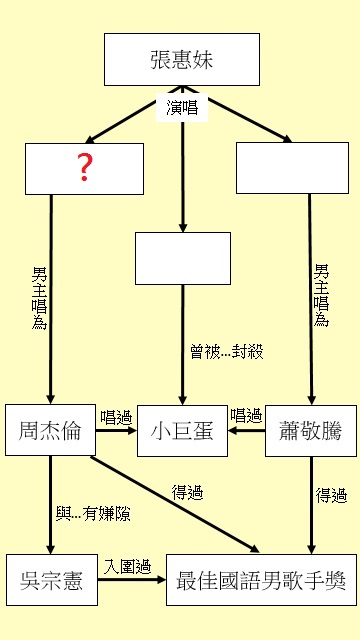 張惠妹
演唱
?
男主唱為
男主唱為
曾被...封殺
周杰倫
唱過
小巨蛋
唱過
蕭敬騰
與...有嫌隙
得過
得過
吳宗憲
入圍過
最佳國語男歌手獎